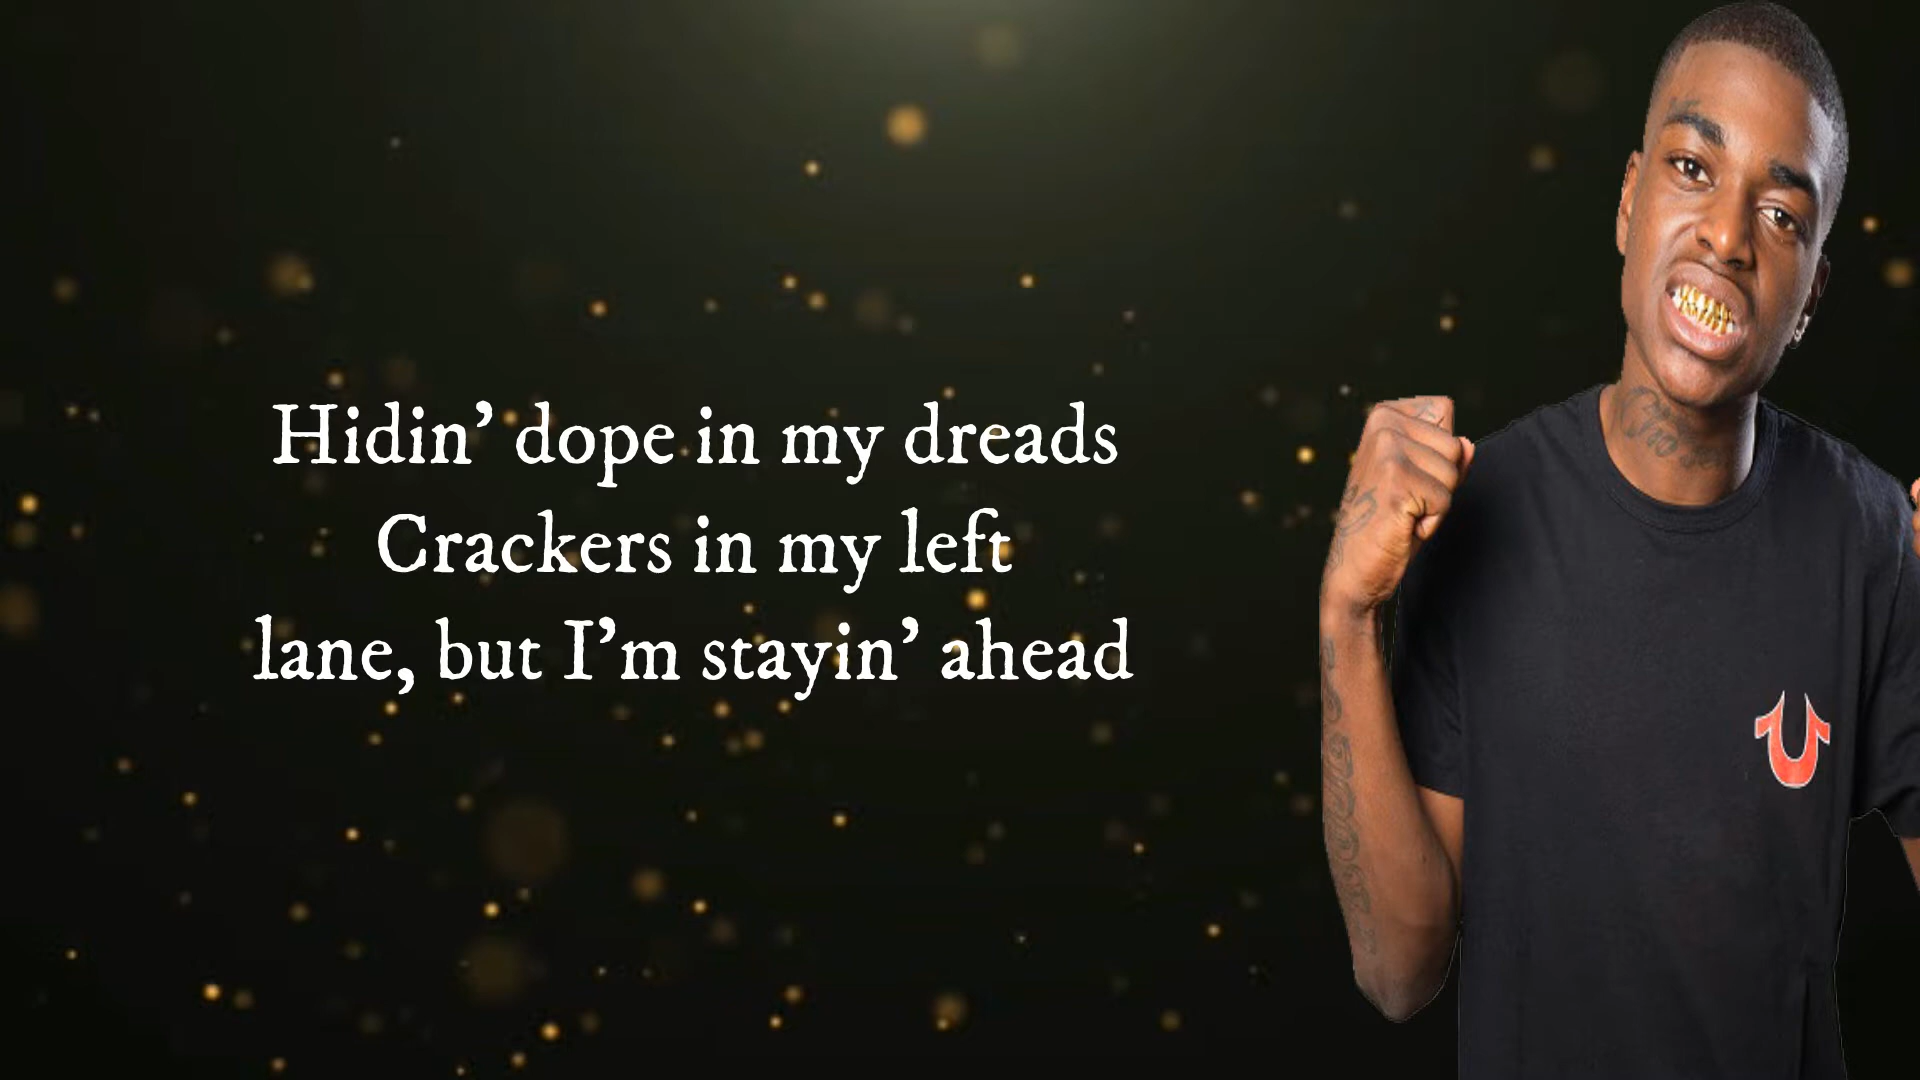 Hidin’ dope in my dreads
Crackers in my left
lane, but I’m stayin’ ahead